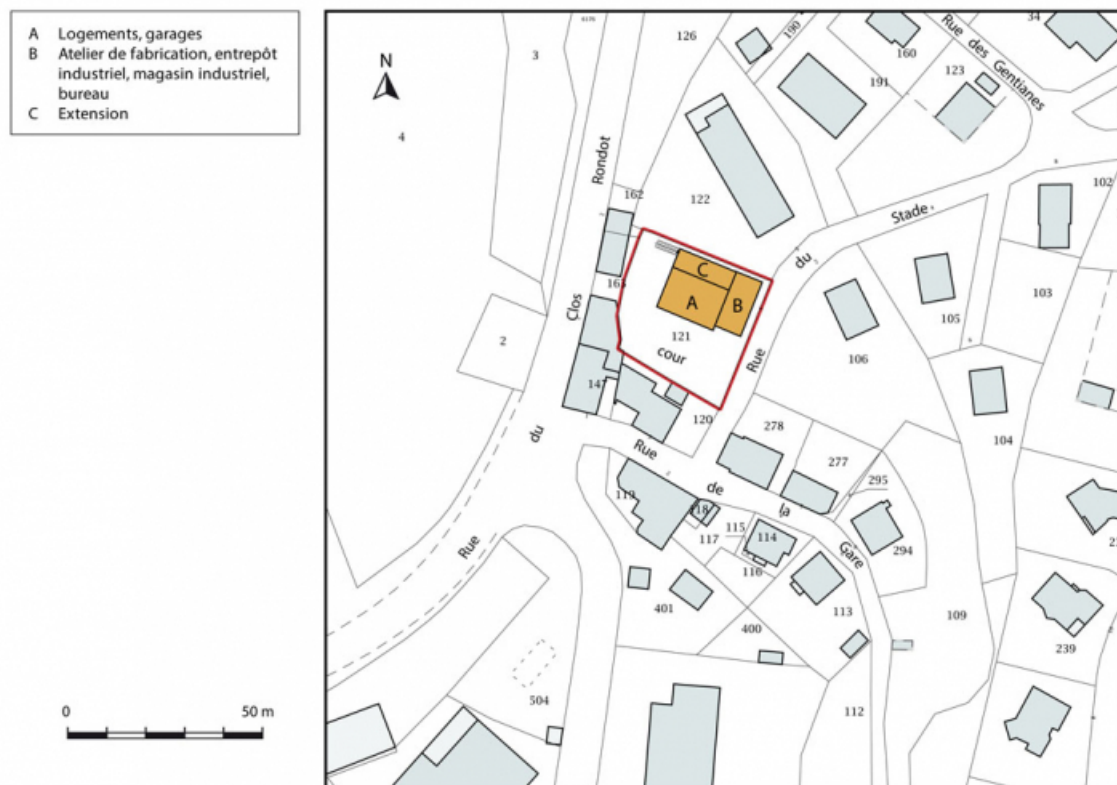 A Logements, garages
B Atelier de fabrication, entrepôt
industriel, magasin industriel,
bureau
C Extension
N
0 50 m
34
126
3
190
160
Rue des Gentianes
123
191
4
Rondot
162
122
102
Stade
du
163
C
A
B
103
105
Clos
121
cour
106
2
Rue
147
104
120
278
du
Rue
de
la
Gare
277
295
119
118
115
114
117
116
294
Rue
401
113
400
109
239
504
112